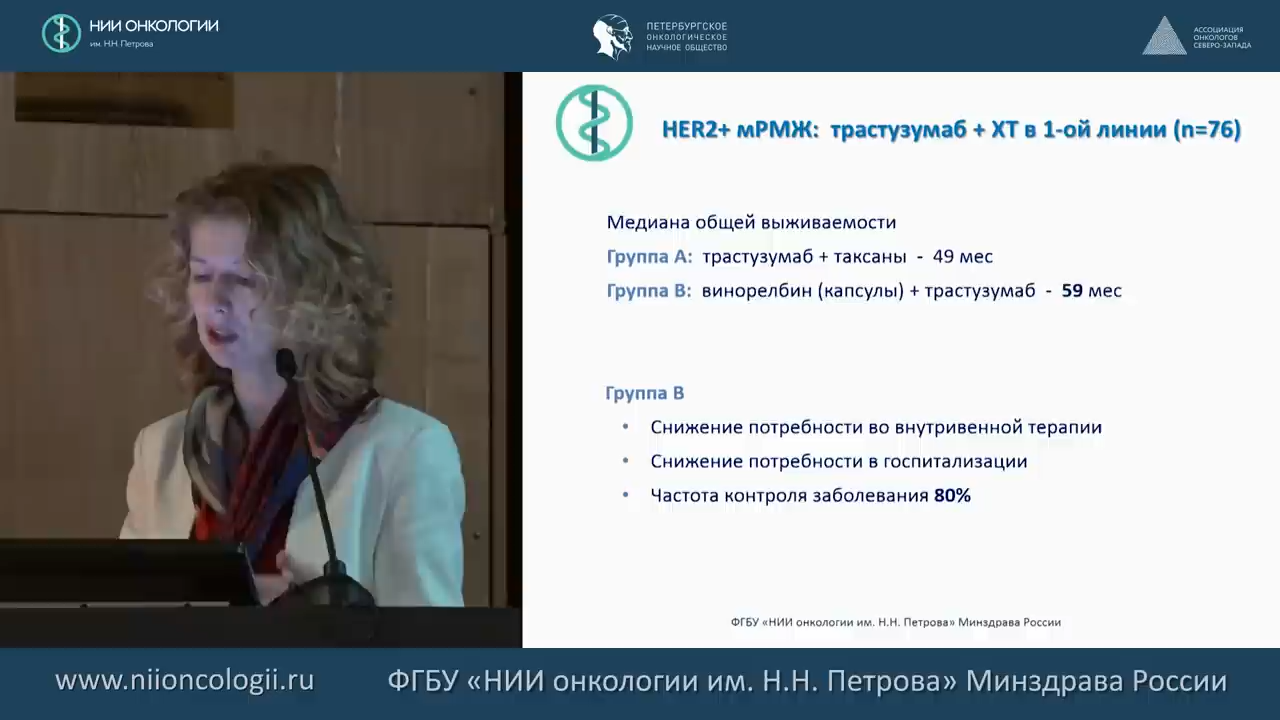 НИИ ОНКОЛОГИИ
им. Н.Н. Петрова
ПЕТЕРБУРГСКОЕ
ОНКОЛОГИЧЕСКОЕ
НАУЧНОЕ ОБЩЕСТВО
АССОЦИАЦИЯ
ОНКОЛОГОВ
СЕВЕРО-ЗАПАДА
HER2+ мРМЖ: трастузумаб + ХТ в 1-ой линии (n=76)
Медиана общей выживаемости
Группа А: трастузумаб + таксаны - 49 мес
Группа В: винорелбин (капсулы) + трастузумаб - 59 мес
Группа В
• Снижение потребности во внутривенной терапии
• Снижение потребности в госпитализации
• Частота контроля заболевания 80%
ФГБУ «НИИ онкологии им. Н.Н. Петрова» Минздрава России
www.niioncologii.ru
ФГБУ «НИИ онкологии им. Н.Н. Петрова» Минздрава России